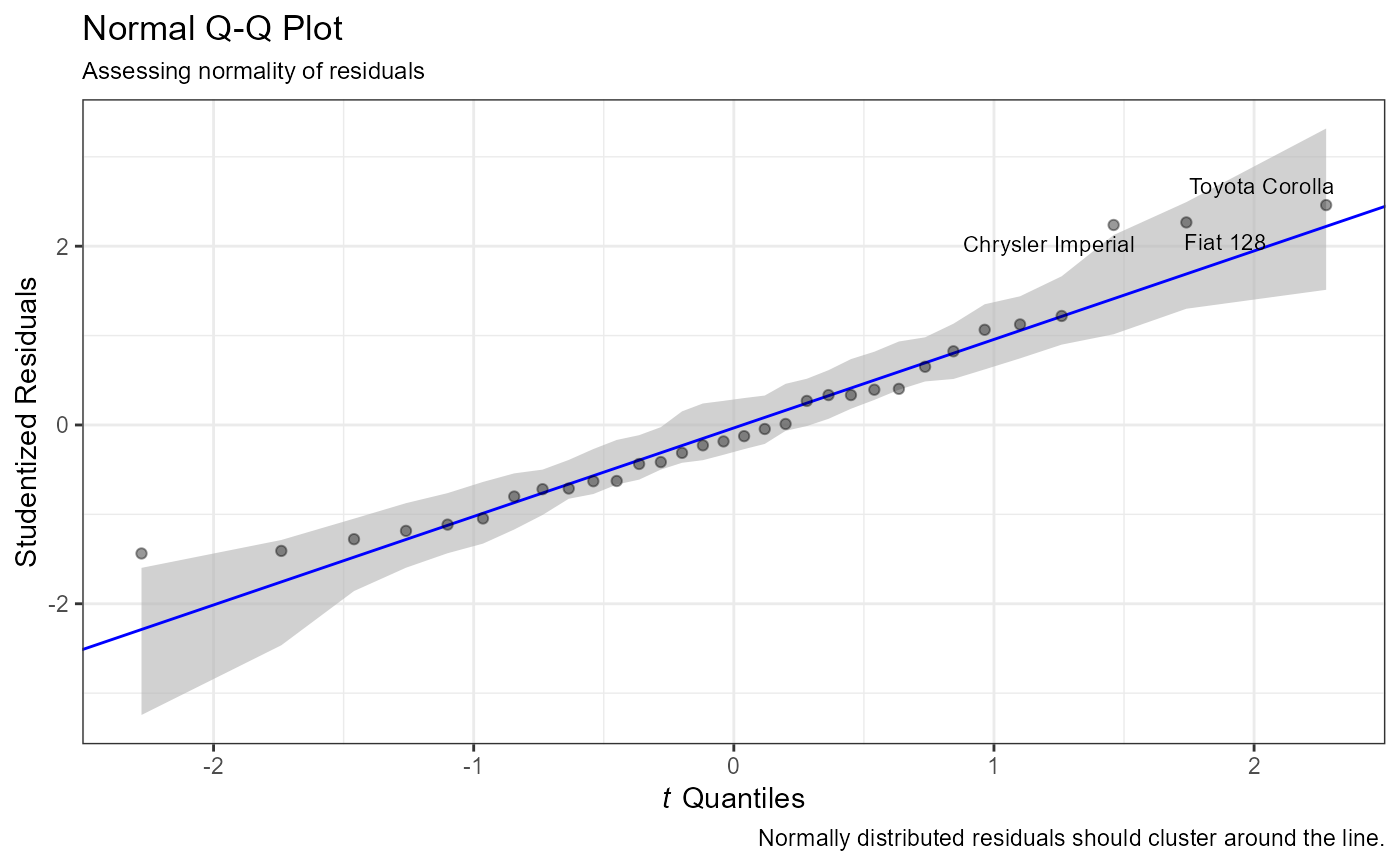 Normal Q-Q Plot
Assessing normality of residuals
Studentized Residuals
2
0
-2
Toyota Corolla
Chrysler Imperial
Fiat 128
-2
-1
0
1
2
t Quantiles
Normally distributed residuals should cluster around the line.